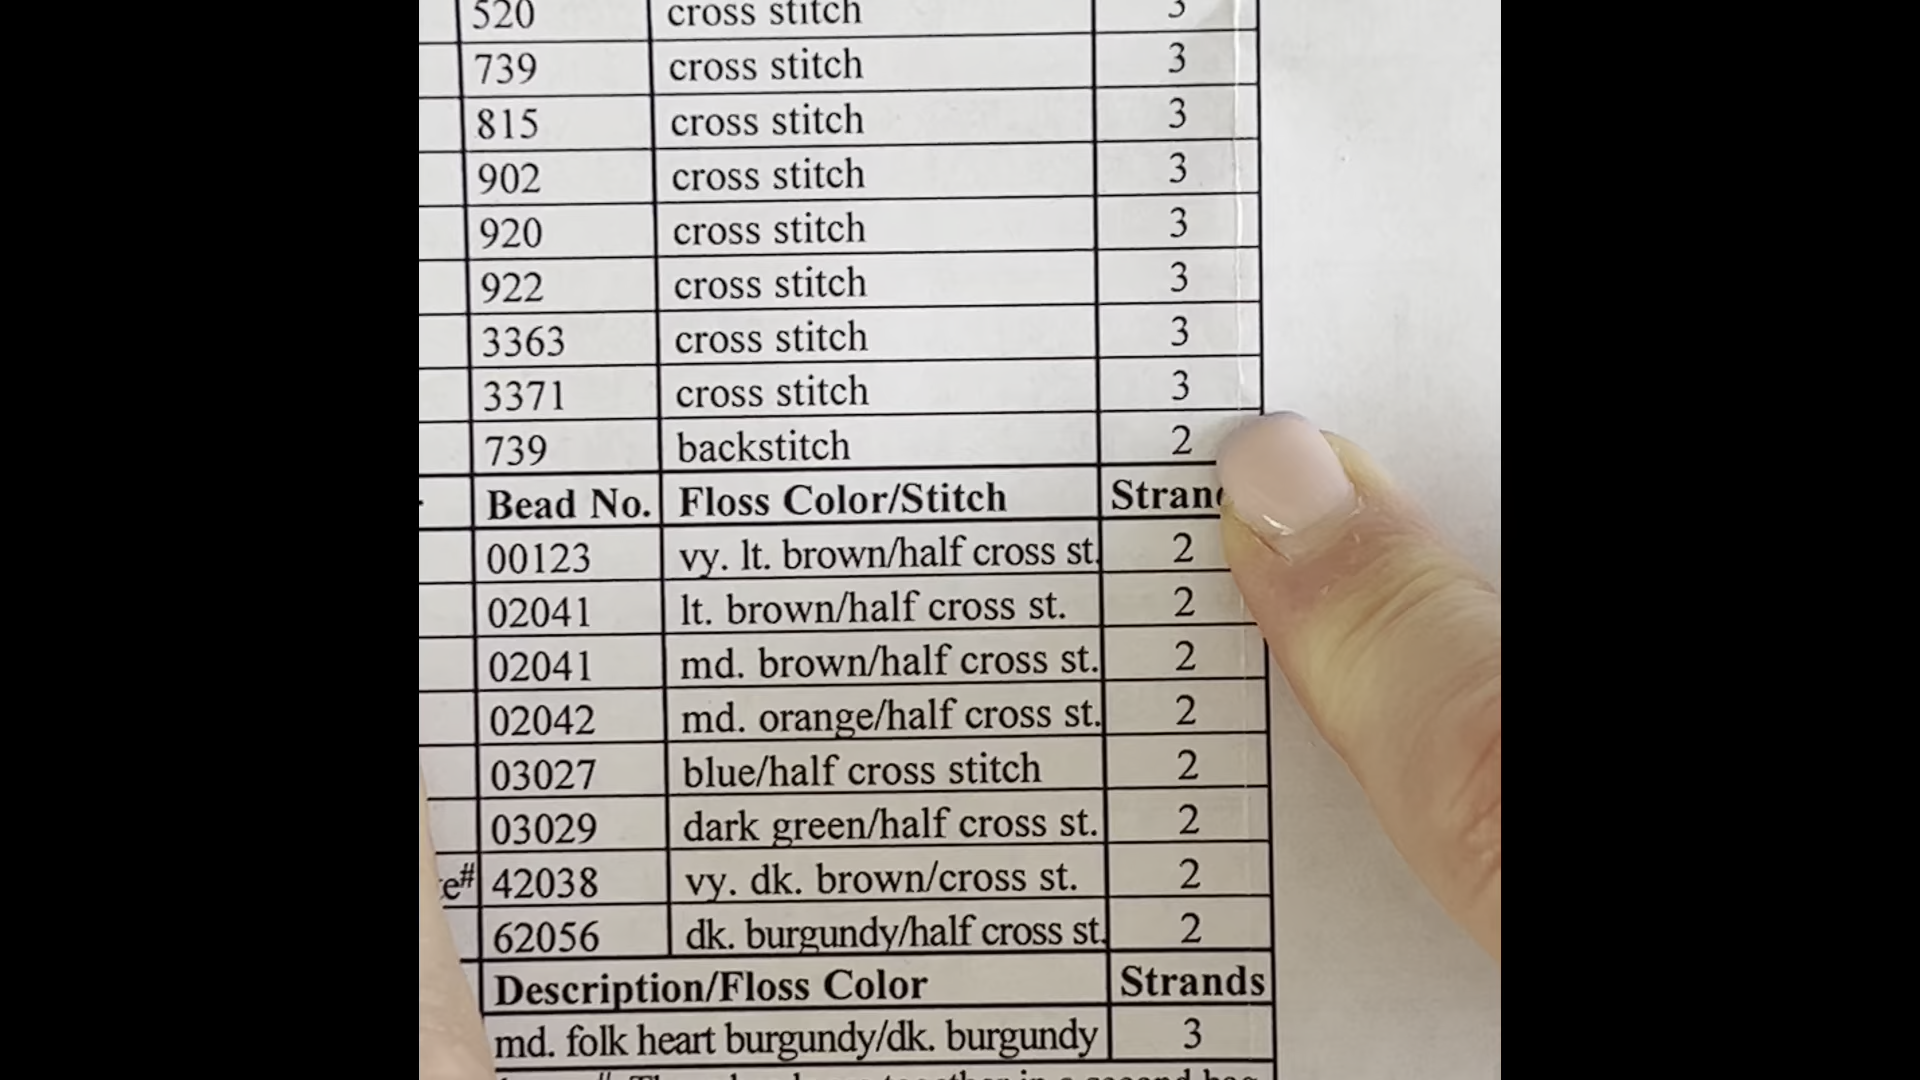 520 cross stitch 3
739 cross stitch 3
815 cross stitch 3
902 cross stitch 3
920 cross stitch 3
922 cross stitch 3
3363 cross stitch 3
3371 cross stitch 3
739 backstitch 2
Bead No. Floss Color/Stitch Stran
00123 vy. lt. brown/half cross st. 2
02041 lt. brown/half cross st. 2
02041 md. brown/half cross st. 2
02042 md. orange/half cross st. 2
03027 blue/half cross stitch 2
03029 dark green/half cross st. 2
e# 42038 vy. dk. brown/cross st. 2
62056 dk. burgundy/half cross st. 2
Description/Floss Color Strands
md. folk heart burgundy/dk. burgundy 3
together in a second bag